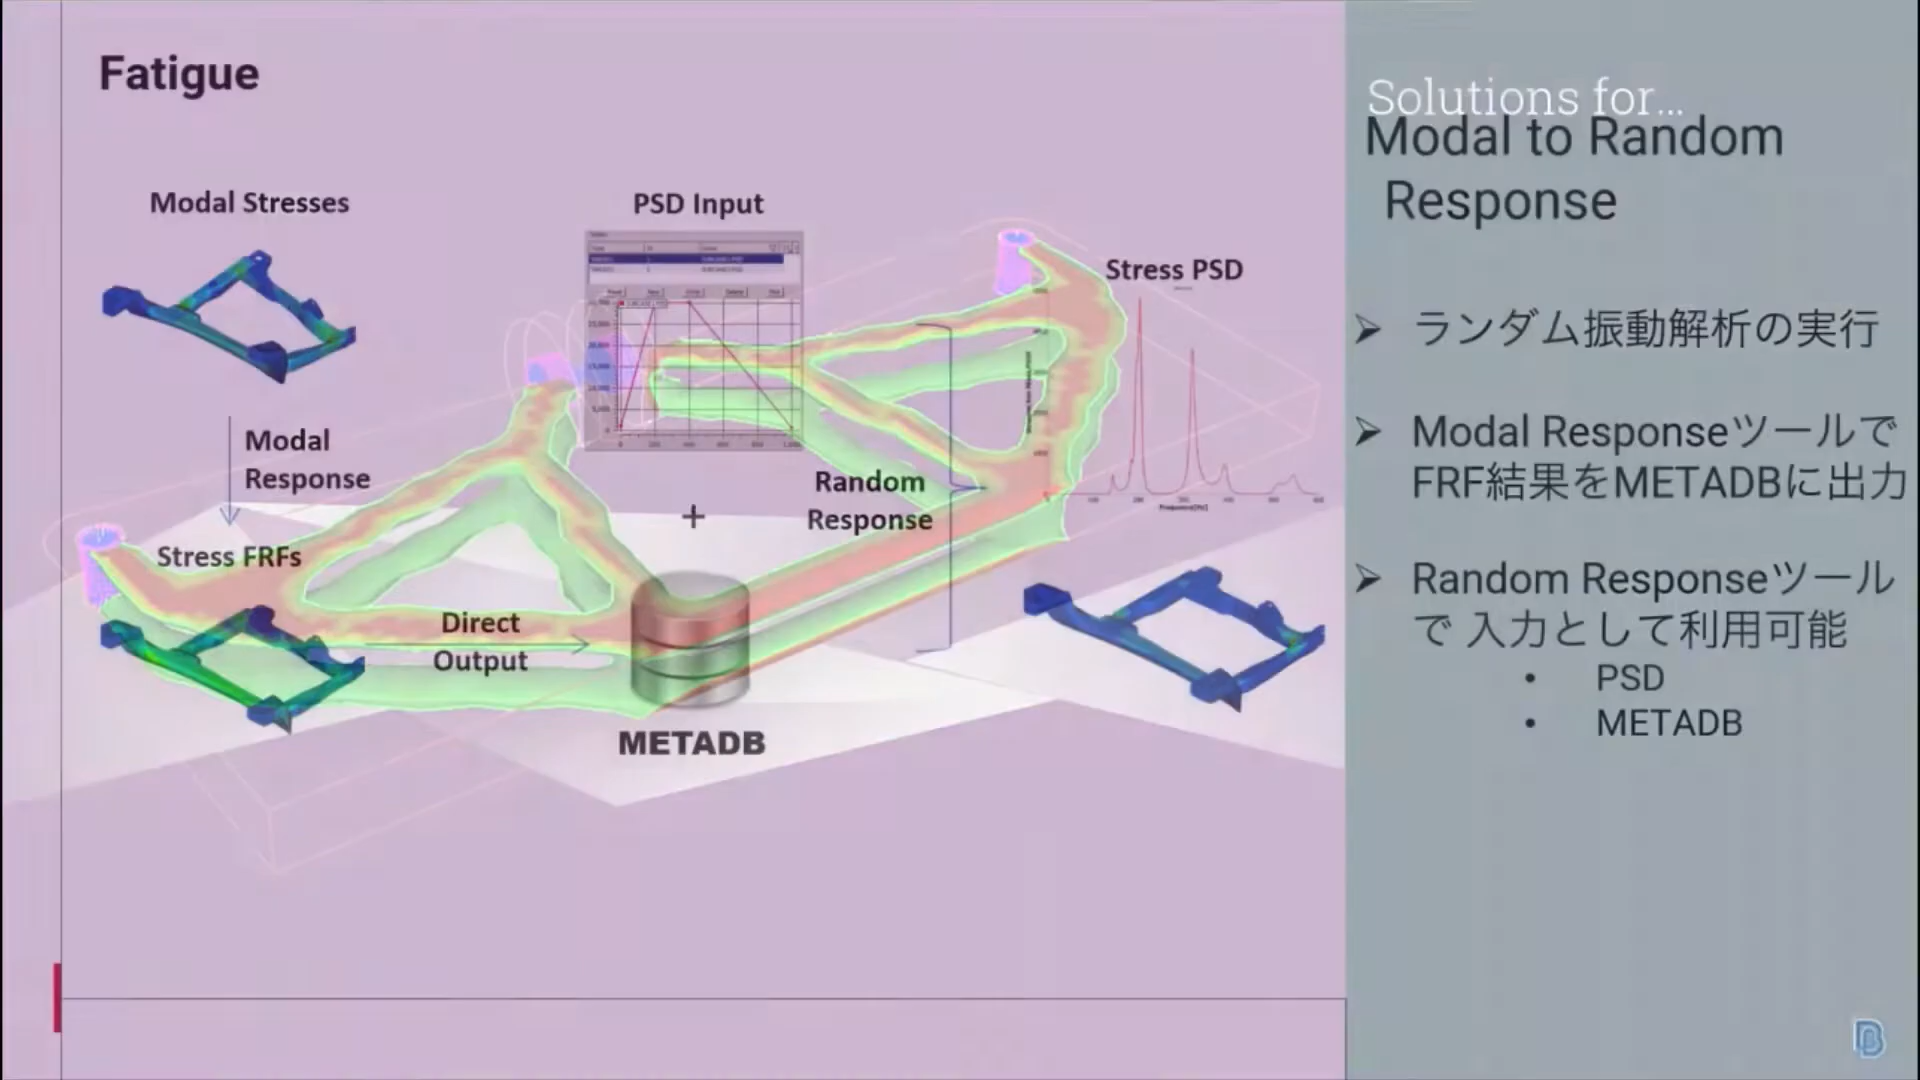 Fatigue
Solutions for...
Modal to Random
Response
Modal Stresses
PSD Input
Stress PSD
Modal
Response
Random
Response
+
Stress FRFs
Direct
Output
METADB
➢ ランダム振動解析の実行
➢ Modal Responseツールで
FRF結果をMETADBに出力
➢ Random Responseツール
で 入力として利用可能
• PSD
• METADB